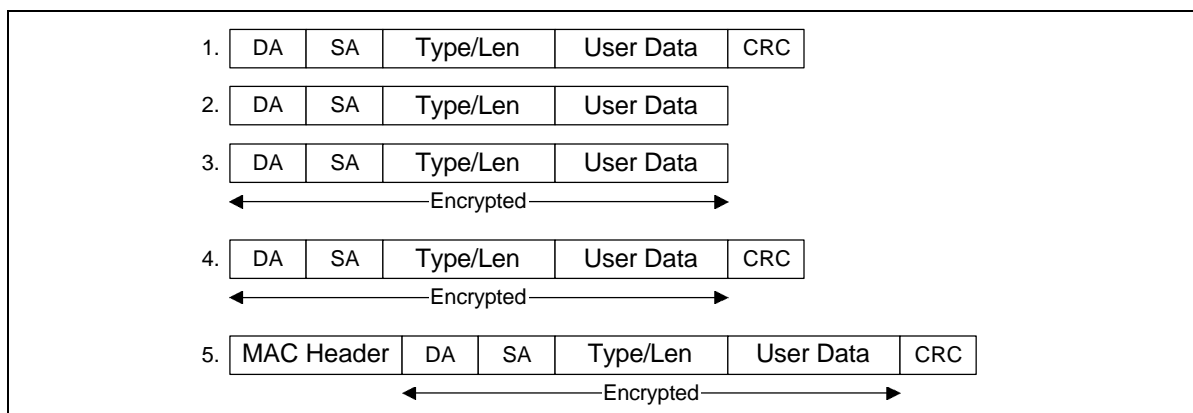 1. DA SA Type/Len User Data CRC
2. DA SA Type/Len User Data
3. DA SA Type/Len User Data
Encrypted
4. DA SA Type/Len User Data CRC
Encrypted
5. MAC Header DA SA Type/Len User Data CRC
Encrypted